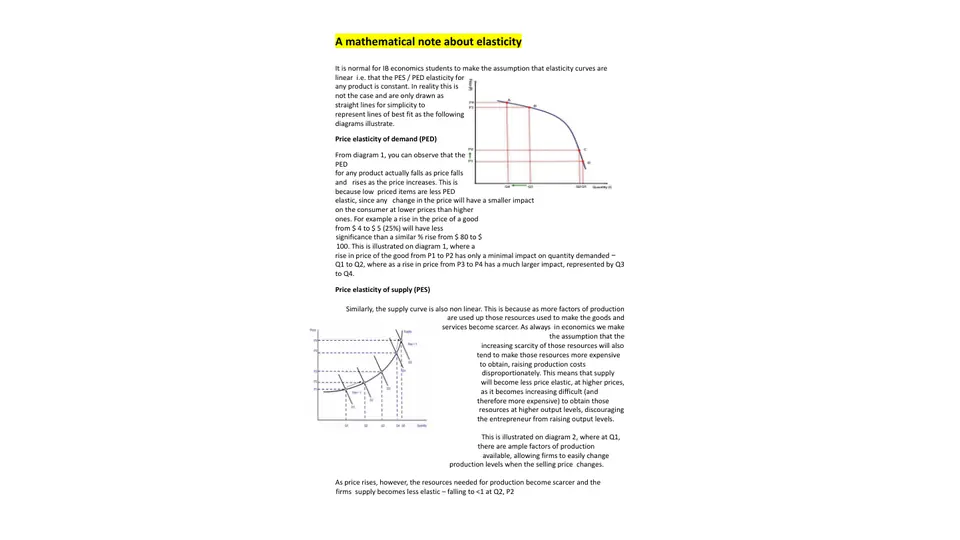 A mathematical note about elasticity
It is normal for IB economics students to make the assumption that elasticity curves are
linear i.e. that the PES / PED elasticity for
any product is constant. In reality this is
not the case and are only drawn as
straight lines for simplicity to
represent lines of best fit as the following
diagrams illustrate.
Price elasticity of demand (PED)
From diagram 1, you can observe that the
PED
for any product actually falls as price falls
and rises as the price increases. This is
because low priced items are less PED
elastic, since any change in the price will have a smaller impact
on the consumer at lower prices than higher
ones. For example a rise in the price of a good
from $ 4 to $ 5 (25%) will have less
significance than a similar % rise from $ 80 to $
100. This is illustrated on diagram 1, where a
rise in price of the good from P1 to P2 has only a minimal impact on quantity demanded –
Q1 to Q2, where as a rise in price from P3 to P4 has a much larger impact, represented by Q3
to Q4.
Price elasticity of supply (PES)
Similarly, the supply curve is also non linear. This is because as more factors of production
are used up those resources used to make the goods and
services become scarcer. As always in economics we make
the assumption that the
increasing scarcity of those resources will also
tend to make those resources more expensive
to obtain, raising production costs
disproportionately. This means that supply
will become less price elastic, at higher prices,
as it becomes increasing difficult (and
therefore more expensive) to obtain those
resources at higher output levels, discouraging
the entrepreneur from raising output levels.
This is illustrated on diagram 2, where at Q1,
there are ample factors of production
available, allowing firms to easily change
production levels when the selling price changes.
As price rises, however, the resources needed for production become scarcer and the
firms supply becomes less elastic – falling to <1 at Q2, P2